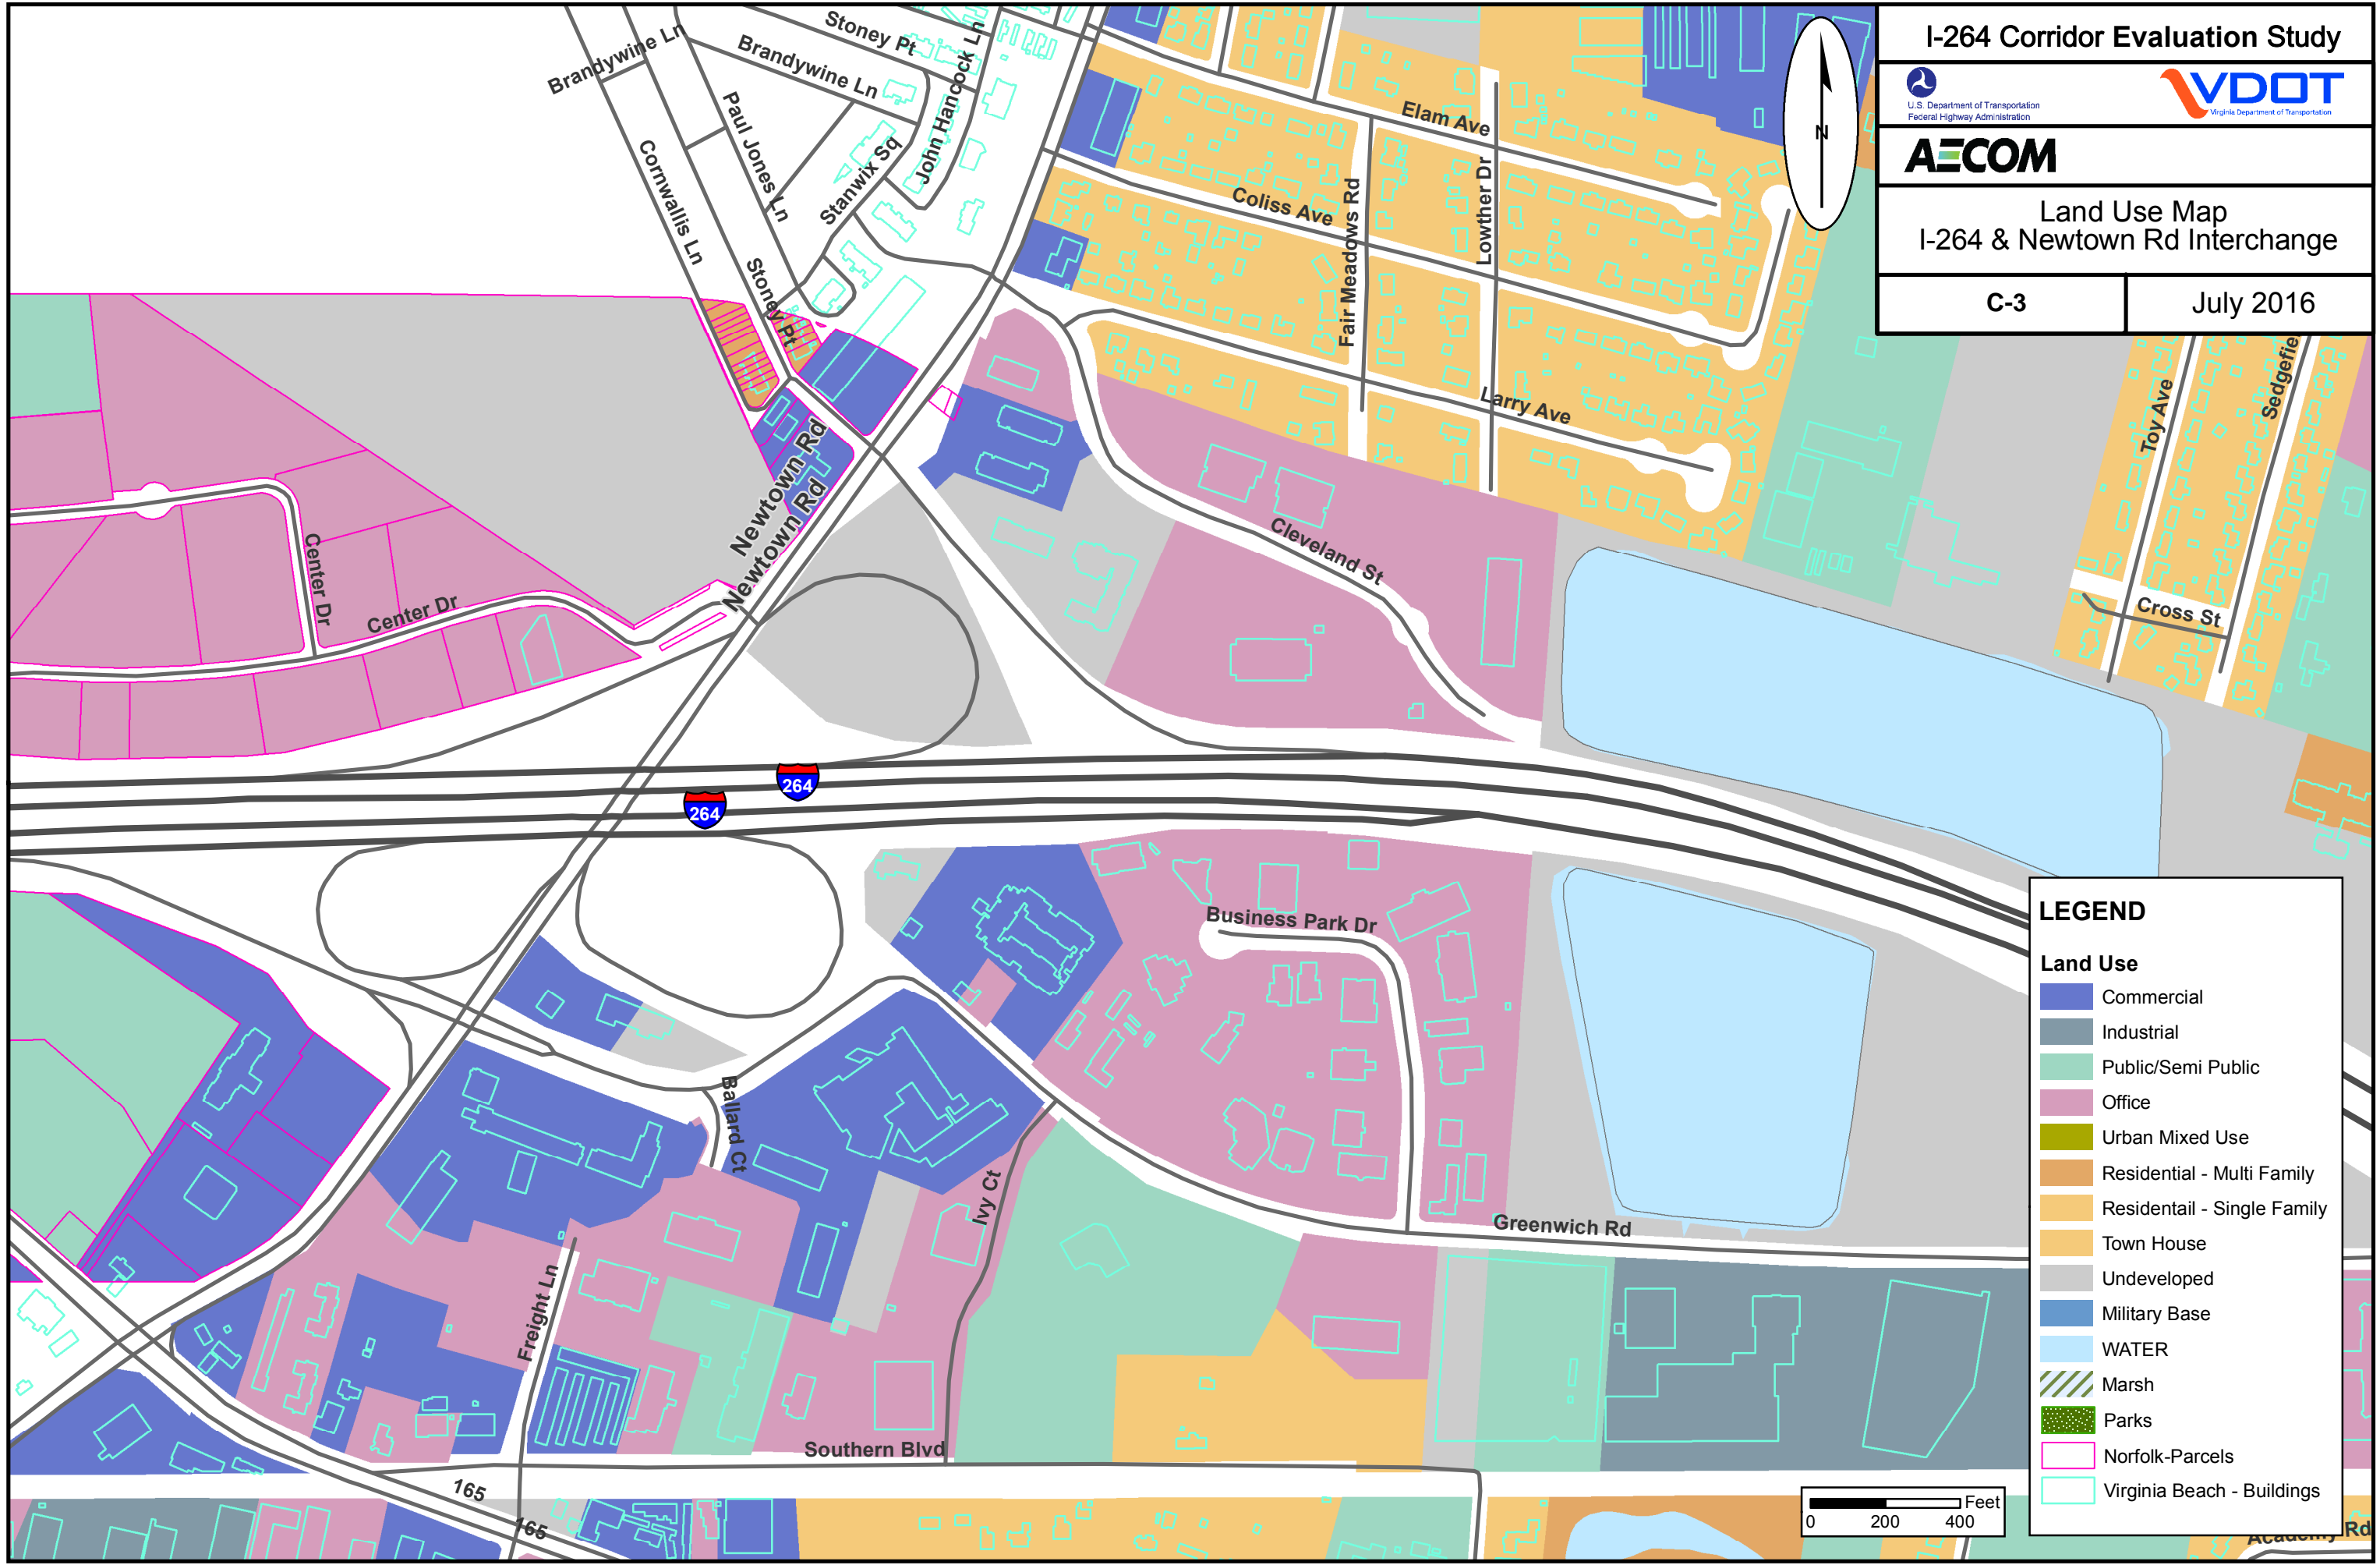 I-264 Corridor Evaluation Study
U.S. Department of Transportation
Federal Highway Administration
VDOT
Virginia Department of Transportation
AECOM
Land Use Map
I-264 & Newtown Rd Interchange
C-3
July 2016
N
Brandywine Ln
Stoney Pt
Brandywine Ln
John Hancock Ln
Paul Jones Ln
Stanwix Sq
Cornwallis Ln
Stoney Pt
Elam Ave
Coliss Ave
Fair Meadows Rd
Lowther Dr
Larry Ave
Toy Ave
Sedgefie
Cross St
Newtown Rd
Newtown Rd
Cleveland St
Center Dr
Center Dr
264
264
Business Park Dr
Ballard Ct
Ivy Ct
Greenwich Rd
Freight Ln
Southern Blvd
165
165
Academy Rd
LEGEND
Land Use
Commercial
Industrial
Public/Semi Public
Office
Urban Mixed Use
Residential - Multi Family
Residentail - Single Family
Town House
Undeveloped
Military Base
WATER
Marsh
Parks
Norfolk-Parcels
Virginia Beach - Buildings
Feet
0 200 400